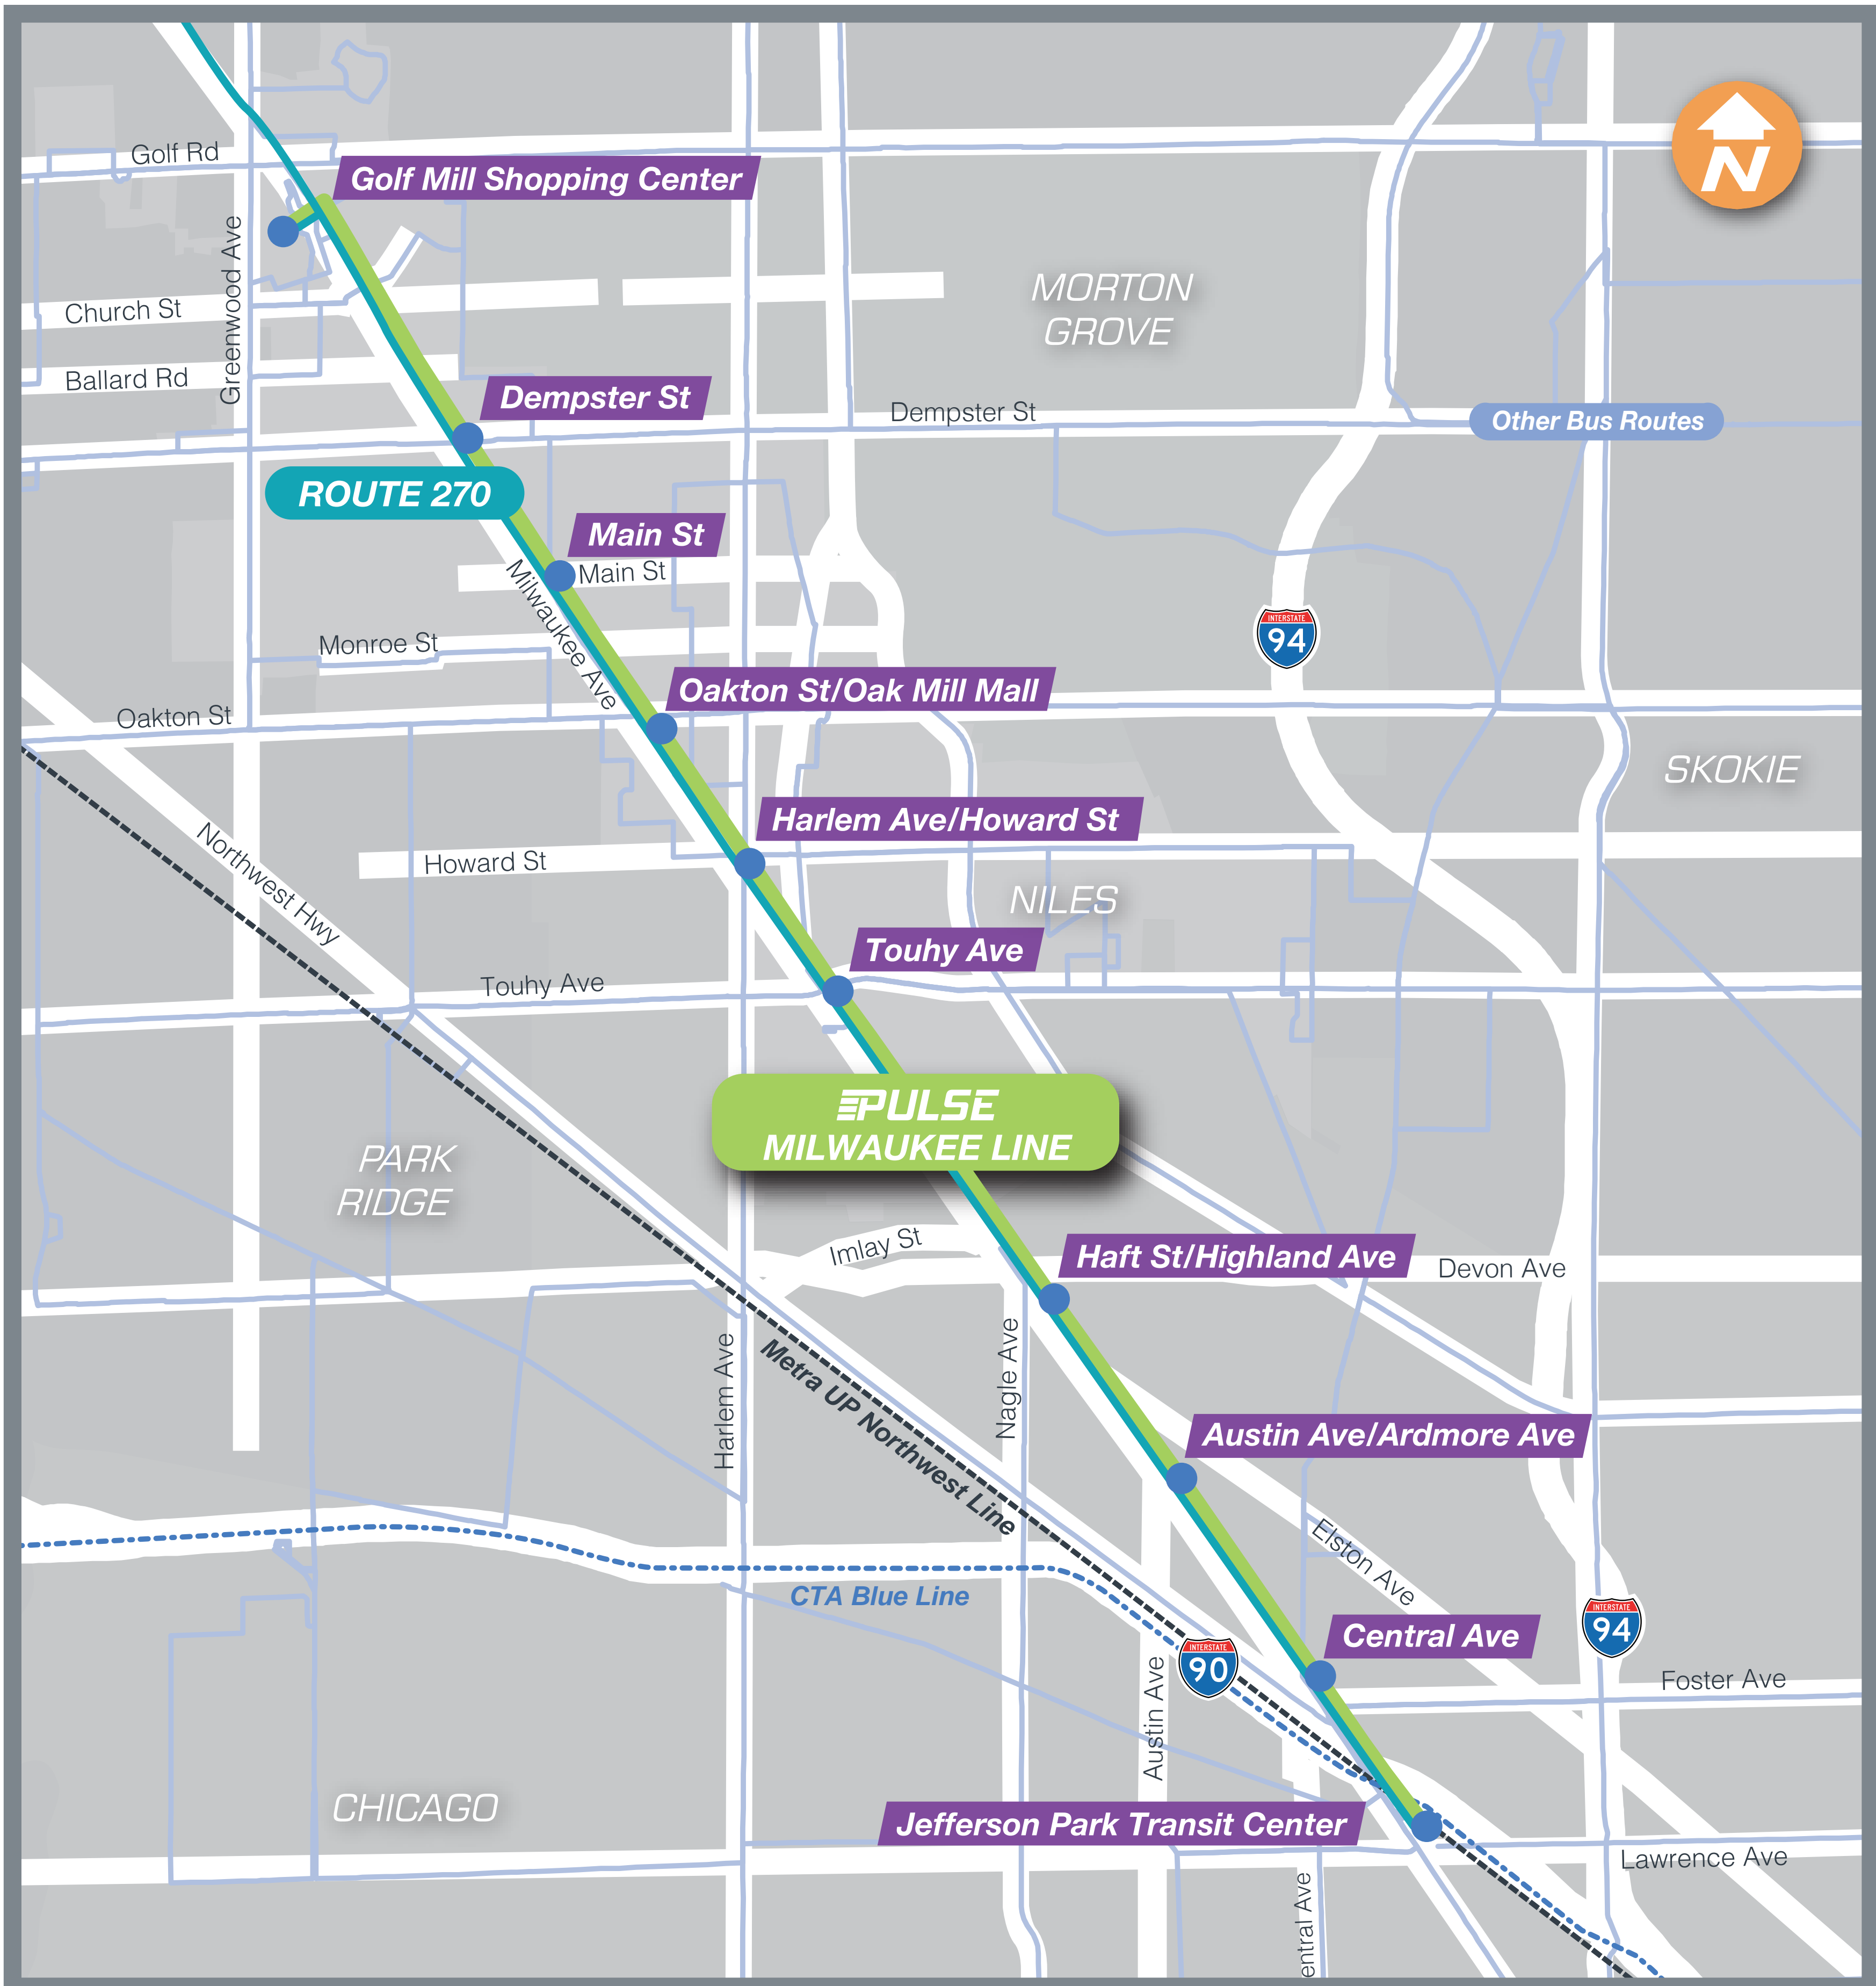 Golf Rd
Golf Mill Shopping Center
N
Greenwood Ave
MORTON
GROVE
Church St
Ballard Rd
Dempster St
Dempster St
Other Bus Routes
ROUTE 270
Main St
Main St
Milwaukee Ave
Monroe St
INTERSTATE
94
Oakton St/Oak Mill Mall
Oakton St
SKOKIE
Harlem Ave/Howard St
Northwest Hwy
Howard St
NILES
Touhy Ave
Touhy Ave
PULSE
MILWAUKEE LINE
PARK
RIDGE
Imlay St
Haft St/Highland Ave
Devon Ave
Harlem Ave
Metra UP Northwest Line
Nagle Ave
Austin Ave/Ardmore Ave
Elston Ave
CTA Blue Line
Central Ave
INTERSTATE
94
INTERSTATE
90
Austin Ave
Foster Ave
CHICAGO
Jefferson Park Transit Center
Lawrence Ave
entral Ave